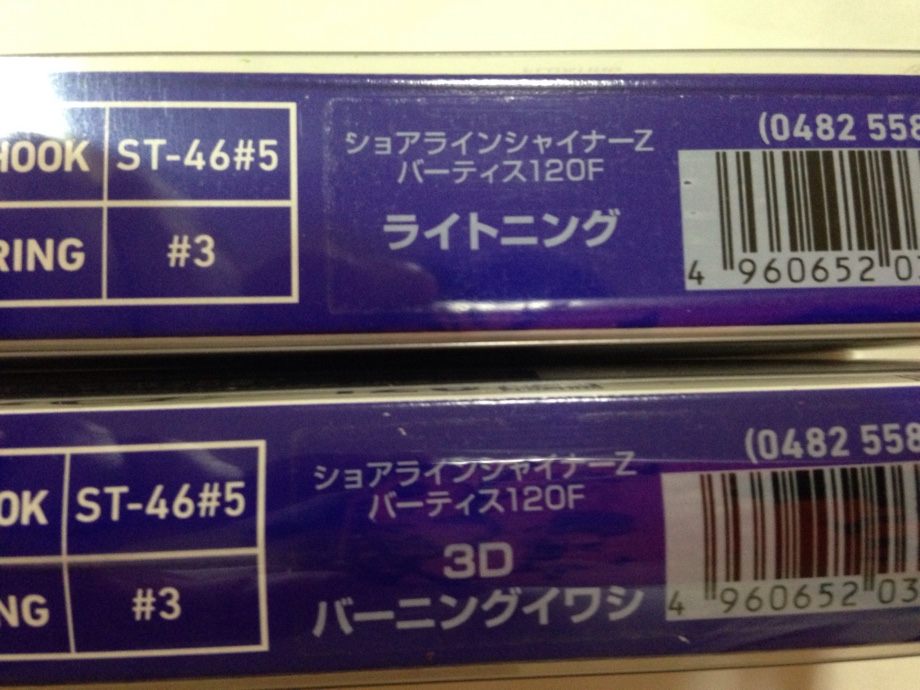 HOOK ST-46#5
RING #3
ショアラインシャイナーZ
バーティス120F
ライトニング
(0482 558
4 960652 0
OOK ST-46#5
NG #3
ショアラインシャイナーZ
バーティス120F
3D
バーニングイワシ
(0482 558
4 960652 03